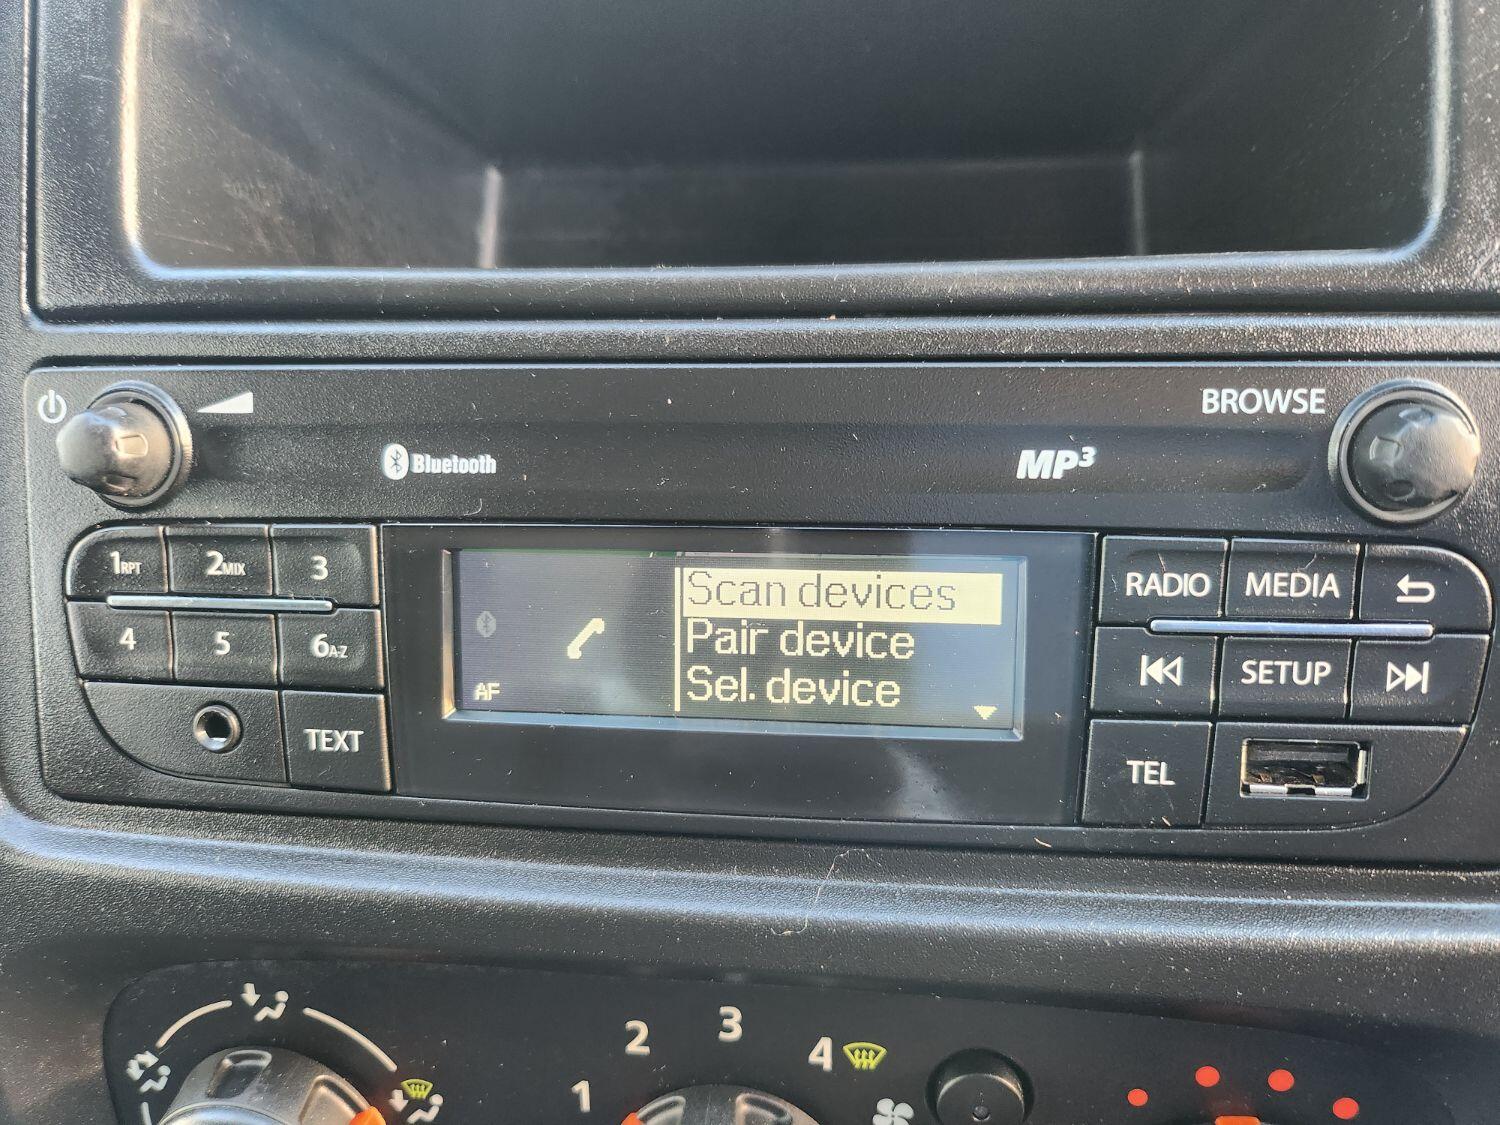 BROWSE
Bluetooth
MP3
1RPT 2MIX 3
4 5 6A-Z
TEXT
Scan devices
Pair device
Sel. device
AF
RADIO MEDIA
SETUP
TEL
1 2 3 4